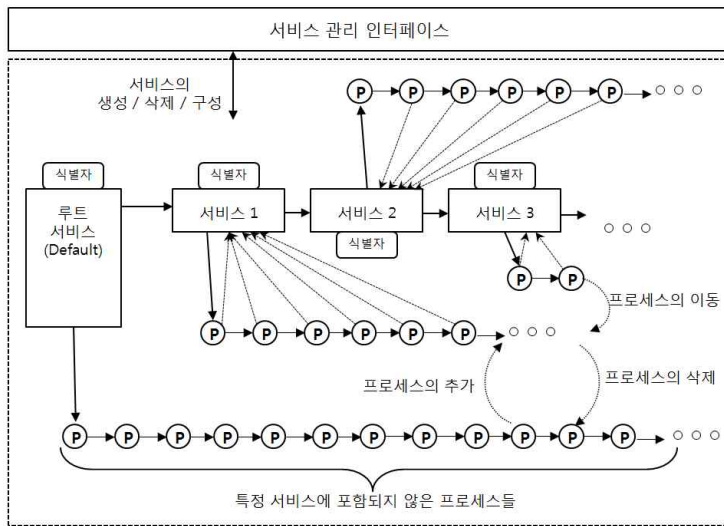 서비스 관리 인터페이스
서비스의
생성 / 삭제 / 구성
P P P P P P
식별자
루트
서비스
(Default)
식별자
서비스 1
서비스 2
식별자
식별자
서비스 3
P P
프로세스의 이동
P P P P P P
프로세스의 추가
프로세스의 삭제
P P P P P P P P P P P P
특정 서비스에 포함되지 않은 프로세스들